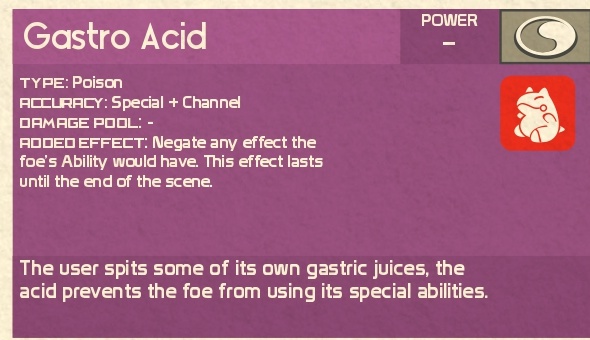 Gastro Acid
POWER
–
TYPE: Poison
ACCURACY: Special + Channel
DAMAGE POOL: -
ADDED EFFECT: Negate any effect the
foe's Ability would have. This effect lasts
until the end of the scene.
The user spits some of its own gastric juices, the
acid prevents the foe from using its special abilities.